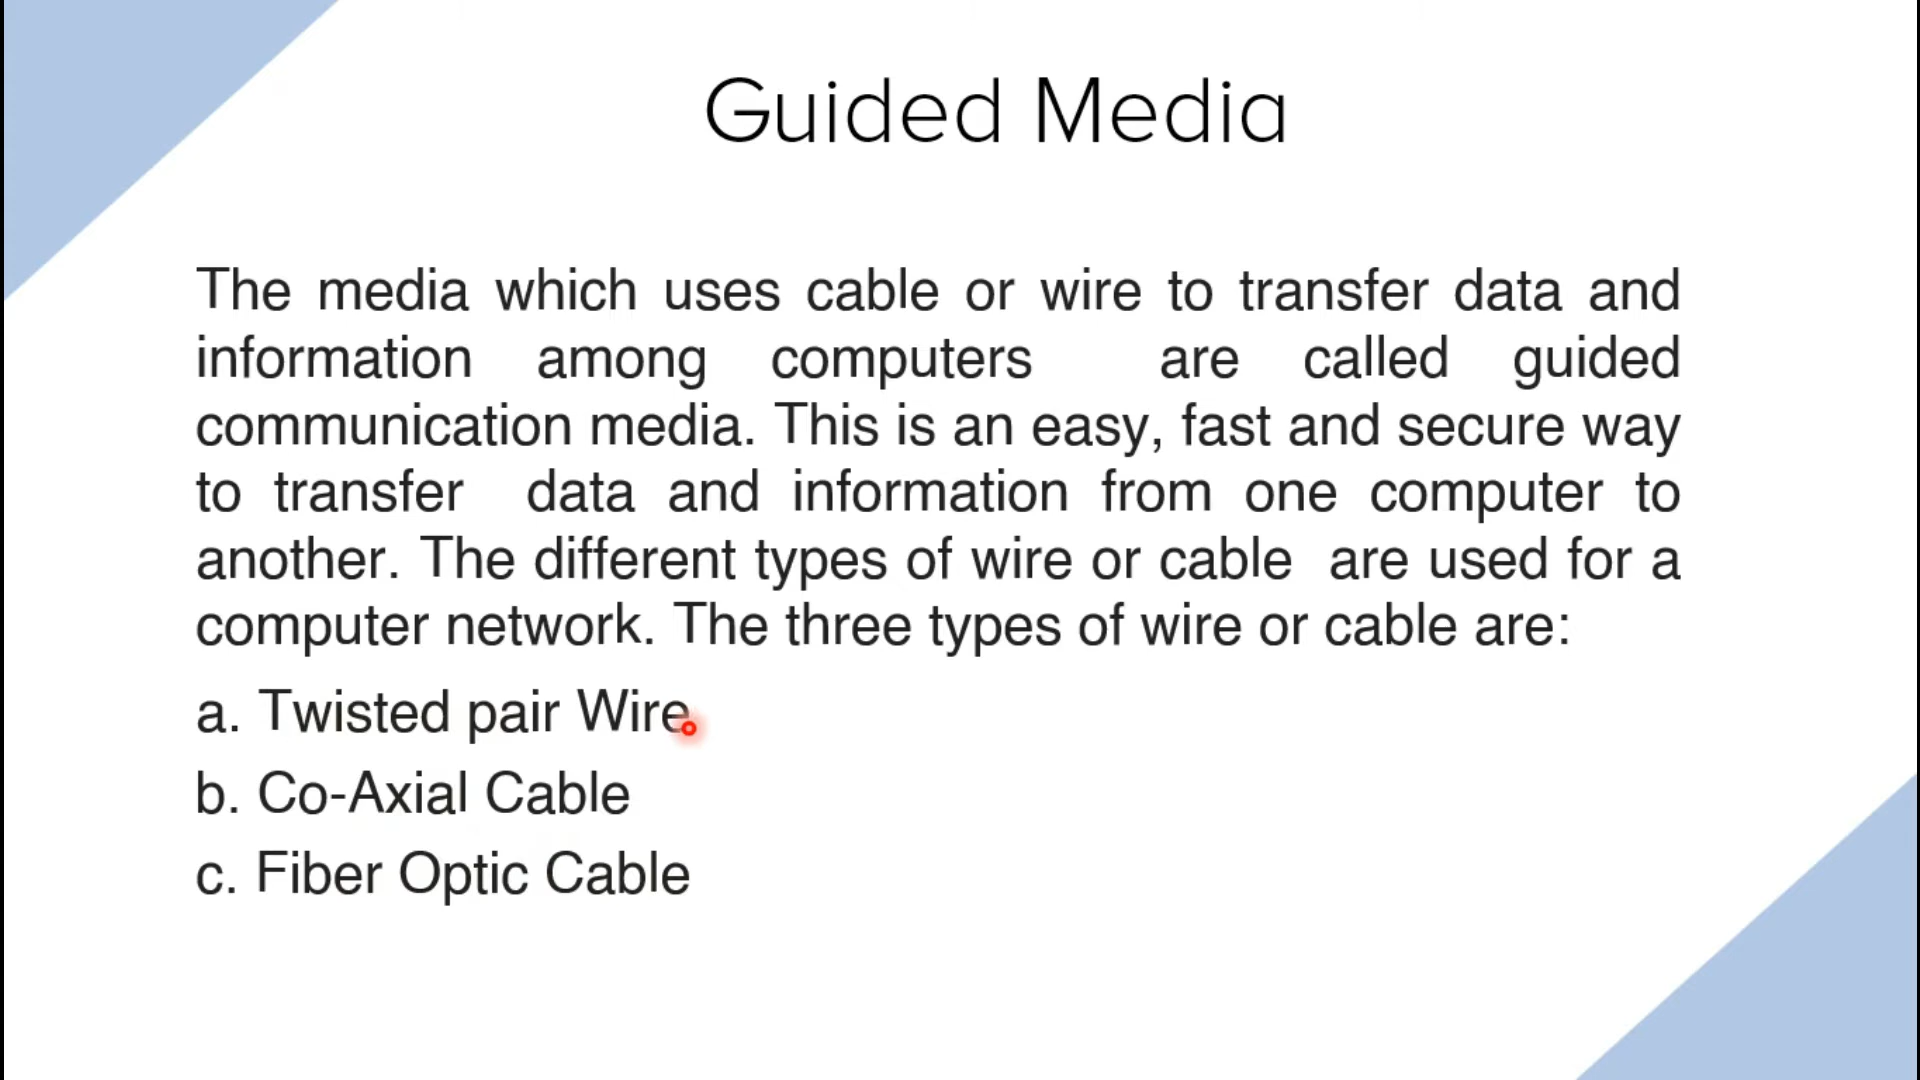 Guided Media
The media which uses cable or wire to transfer data and
information among computers are called guided
communication media. This is an easy, fast and secure way
to transfer data and information from one computer to
another. The different types of wire or cable are used for a
computer network. The three types of wire or cable are:
a. Twisted pair Wire
b. Co-Axial Cable
c. Fiber Optic Cable